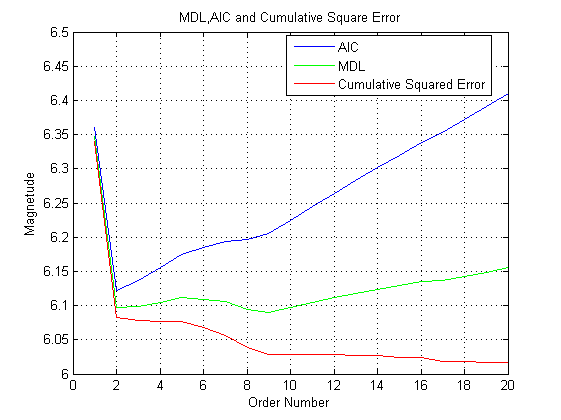 MDL,AIC and Cumulative Square Error
6.5
6.45
6.4
6.35
6.3
6.25
6.2
6.15
6.1
6.05
6
Magnetude
AIC
MDL
Cumulative Squared Error
0 2 4 6 8 10 12 14 16 18 20
Order Number